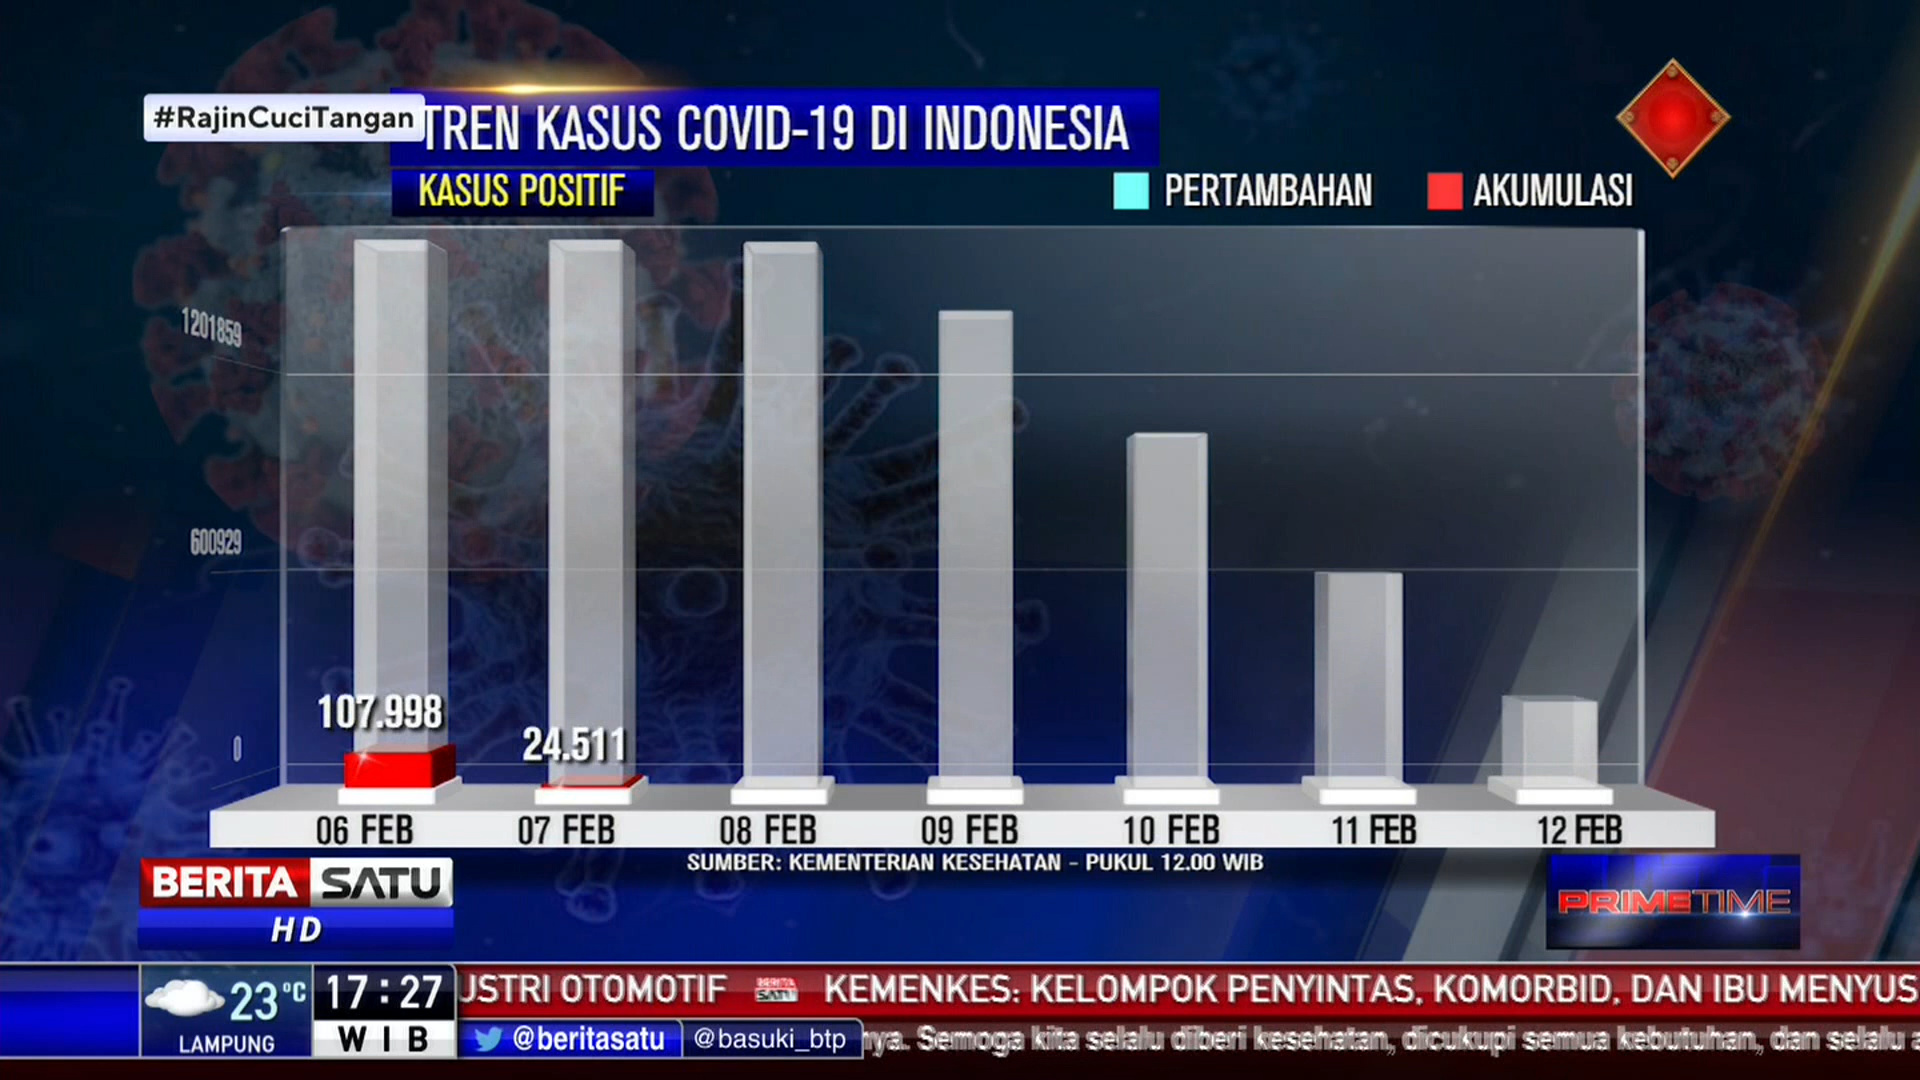 #RajinCuciTangan
TREN KASUS COVID-19 DI INDONESIA
KASUS POSITIF
PERTAMBAHAN
AKUMULASI
1201859
600929
0
107.998
24.511
06 FEB
07 FEB
08 FEB
09 FEB
10 FEB
11 FEB
12 FEB
SUMBER: KEMENTERIAN KESEHATAN - PUKUL 12.00 WIB
BERITA SATU
HD
PRIMETIME
23°C
LAMPUNG
17:27
WIB
USTRI OTOMOTIF BERITA SATU KEMENKES: KELOMPOK PENYINTAS, KOMORBID, DAN IBU MENYUS
@beritasatu @basuki_btp nya. Semoga kita selalu diberi kesehatan, dicukupi semua kebutuhan, dan selalu a